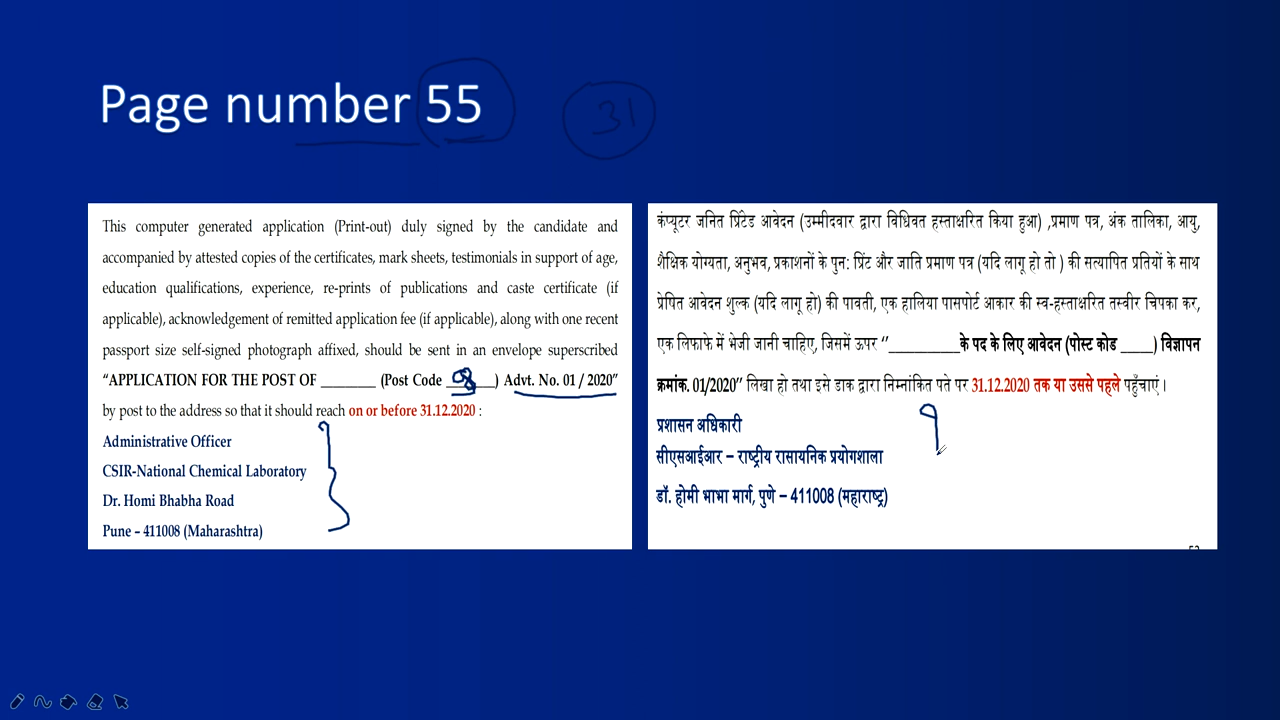 Page number 55
31
This computer generated application (Print-out) duly signed by the candidate and
accompanied by attested copies of the certificates, mark sheets, testimonials in support of age,
education qualifications, experience, re-prints of publications and caste certificate (if
applicable), acknowledgement of remitted application fee (if applicable), along with one recent
passport size self-signed photograph affixed, should be sent in an envelope superscribed
“APPLICATION FOR THE POST OF ________ (Post Code ____) Advt. No. 01 / 2020”
by post to the address so that it should reach on or before 31.12.2020 :
Administrative Officer
CSIR-National Chemical Laboratory
Dr. Homi Bhabha Road
Pune – 411008 (Maharashtra)
कंप्यूटर जनित प्रिंटेड आवेदन (उम्मीदवार द्वारा विधिवत हस्ताक्षरित किया हुआ) ,प्रमाण पत्र, अंक तालिका, आयु,
शैक्षिक योग्यता, अनुभव, प्रकाशनों के पुन: प्रिंट और जाति प्रमाण पत्र (यदि लागू हो तो ) की सत्यापित प्रतियों के साथ
प्रेषित आवेदन शुल्क (यदि लागू हो) की पावती, एक हालिया पासपोर्ट आकार की स्व-हस्ताक्षरित तस्वीर चिपका कर,
एक लिफाफे में भेजी जानी चाहिए, जिसमें ऊपर ”__________के पद के लिए आवेदन (पोस्ट कोड ____) विज्ञापन
क्रमांक. 01/2020” लिखा हो तथा इसे डाक द्वारा निम्नांकित पते पर 31.12.2020 तक या उससे पहले पहुँचाएं ।
प्रशासन अधिकारी
सीएसआईआर – राष्ट्रीय रासायनिक प्रयोगशाला
डॉ. होमी भाभा मार्ग, पुणे – 411008 (महाराष्ट्र)